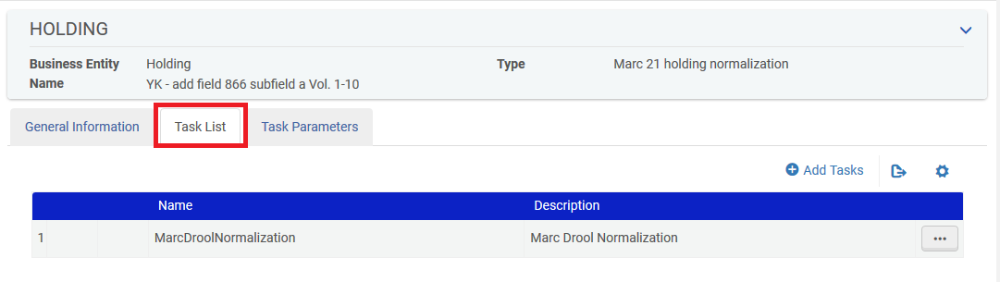 HOLDING
Business Entity Holding Type Marc 21 holding normalization
Name YK - add field 866 subfield a Vol. 1-10
General Information Task List Task Parameters
Add Tasks
Name Description
1 MarcDroolNormalization Marc Drool Normalization